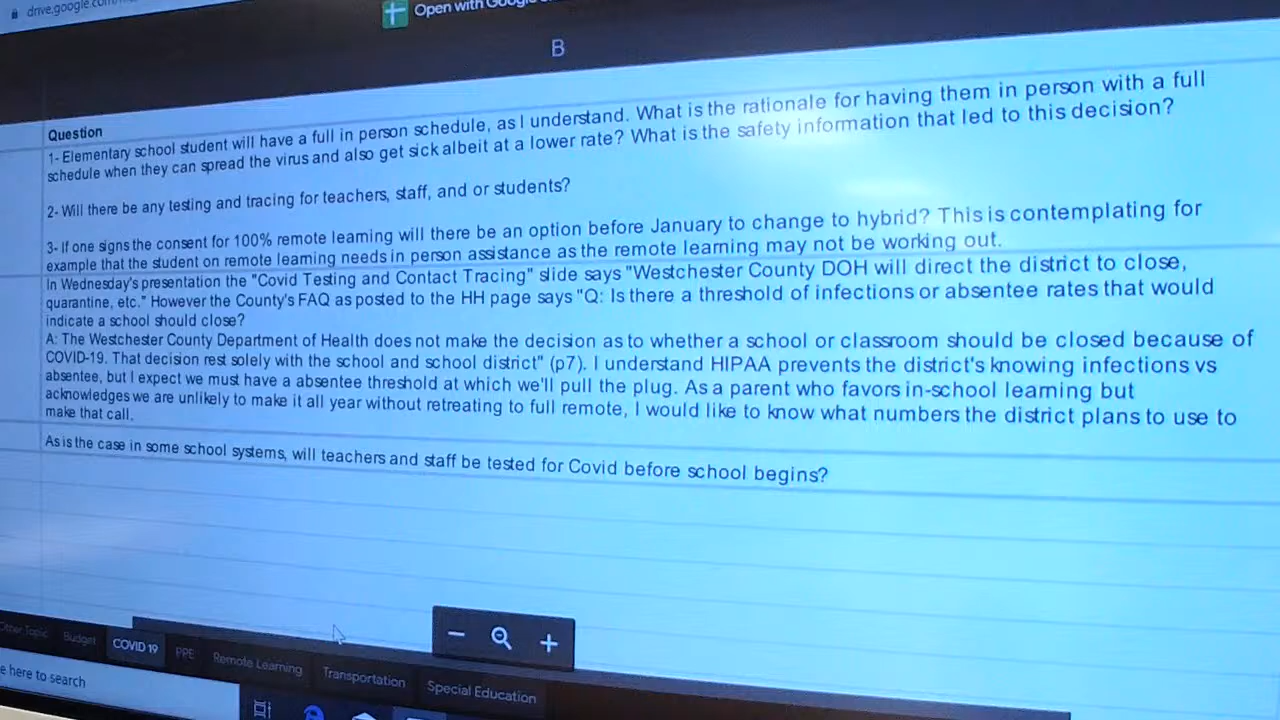 drive.google.com
Open with
B
Question
1- Elementary school student will have a full in person schedule, as I understand. What is the rationale for having them in person with a full
schedule when they can spread the virus and also get sick albeit at a lower rate? What is the safety information that led to this decision?
2- Will there be any testing and tracing for teachers, staff, and or students?
3- If one signs the consent for 100% remote learning will there be an option before January to change to hybrid? This is contemplating for
example that the student on remote learning needs in person assistance as the remote learning may not be working out.
In Wednesday's presentation the "Covid Testing and Contact Tracing" slide says "Westchester County DOH will direct the district to close,
quarantine, etc." However the County's FAQ as posted to the HH page says "Q: Is there a threshold of infections or absentee rates that would
indicate a school should close?
A: The Westchester County Department of Health does not make the decision as to whether a school or classroom should be closed because of
COVID-19. That decision rest solely with the school and school district" (p7). I understand HIPAA prevents the district's knowing infections vs
absentee, but I expect we must have a absentee threshold at which we'll pull the plug. As a parent who favors in-school learning but
acknowledges we are unlikely to make it all year without retreating to full remote, I would like to know what numbers the district plans to use to
make that call.
As is the case in some school systems, will teachers and staff be tested for Covid before school begins?
Other Topic Budget COVID 19 PPE Remote Learning Transportation Special Education
e here to search